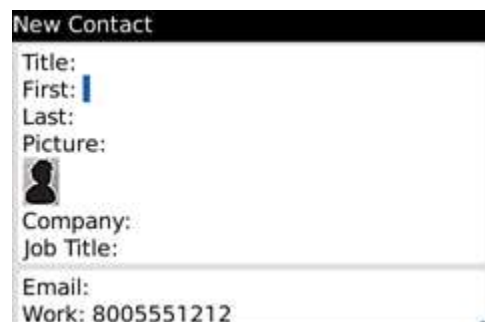 New Contact
Title:
First:
Last:
Picture:
Company:
Job Title:
Email:
Work: 8005551212